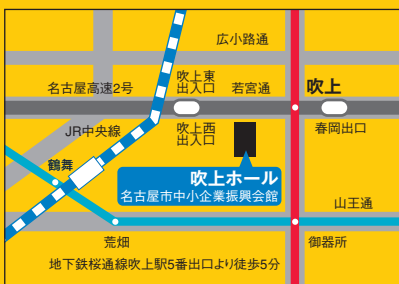 広小路通
名古屋高速2号
吹上東
出入口
若宮通
吹上
JR中央線
吹上西
出入口
春岡出口
鶴舞
吹上ホール
名古屋市中小企業振興会館
山王通
荒畑
御器所
地下鉄桜通線吹上駅5番出口より徒歩5分